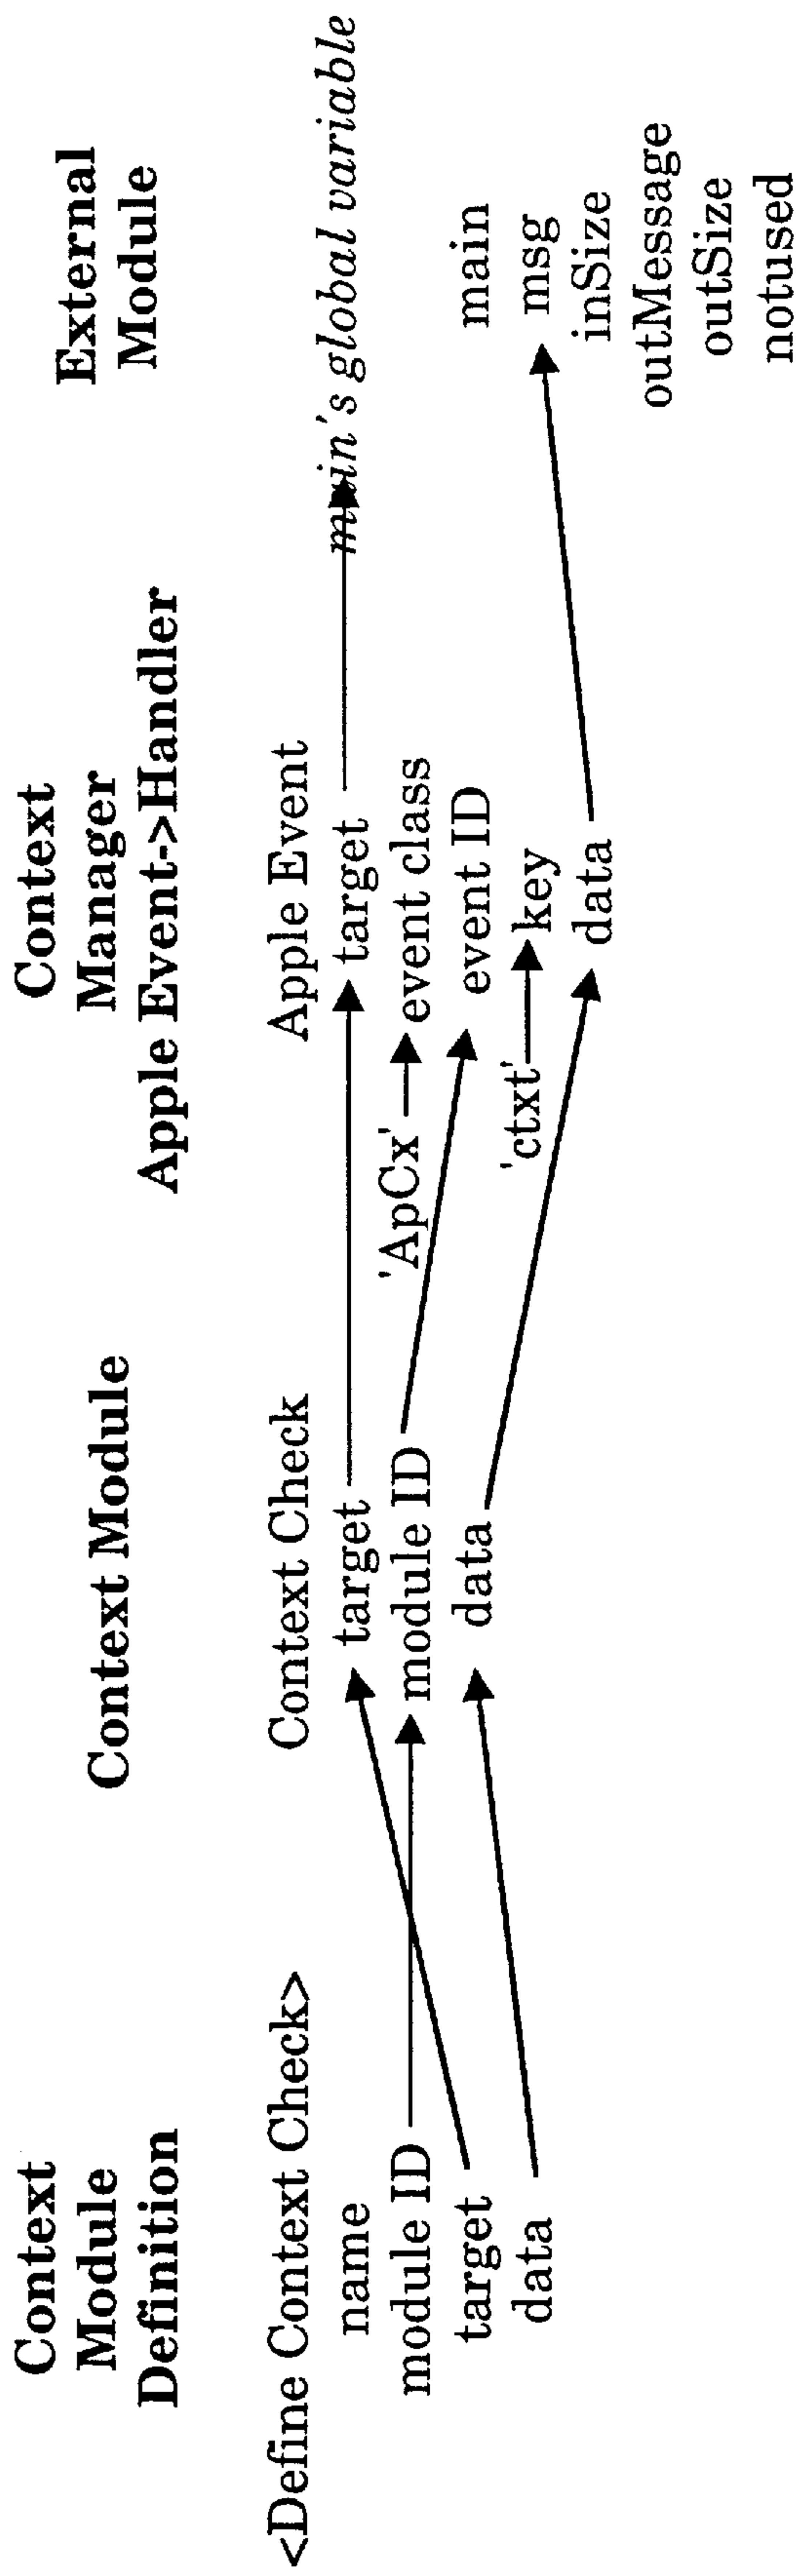 Context
Module
Definition
<Define Context Check>
name
module ID
target
data
Context Module
Context Check
target
module ID
data
Context
Manager
Apple Event->Handler
Apple Event
target
'ApCx'
event class
event ID
'ctxt'
key
data
External
Module
main's global variable
main
msg
inSize
outMessage
outSize
notused